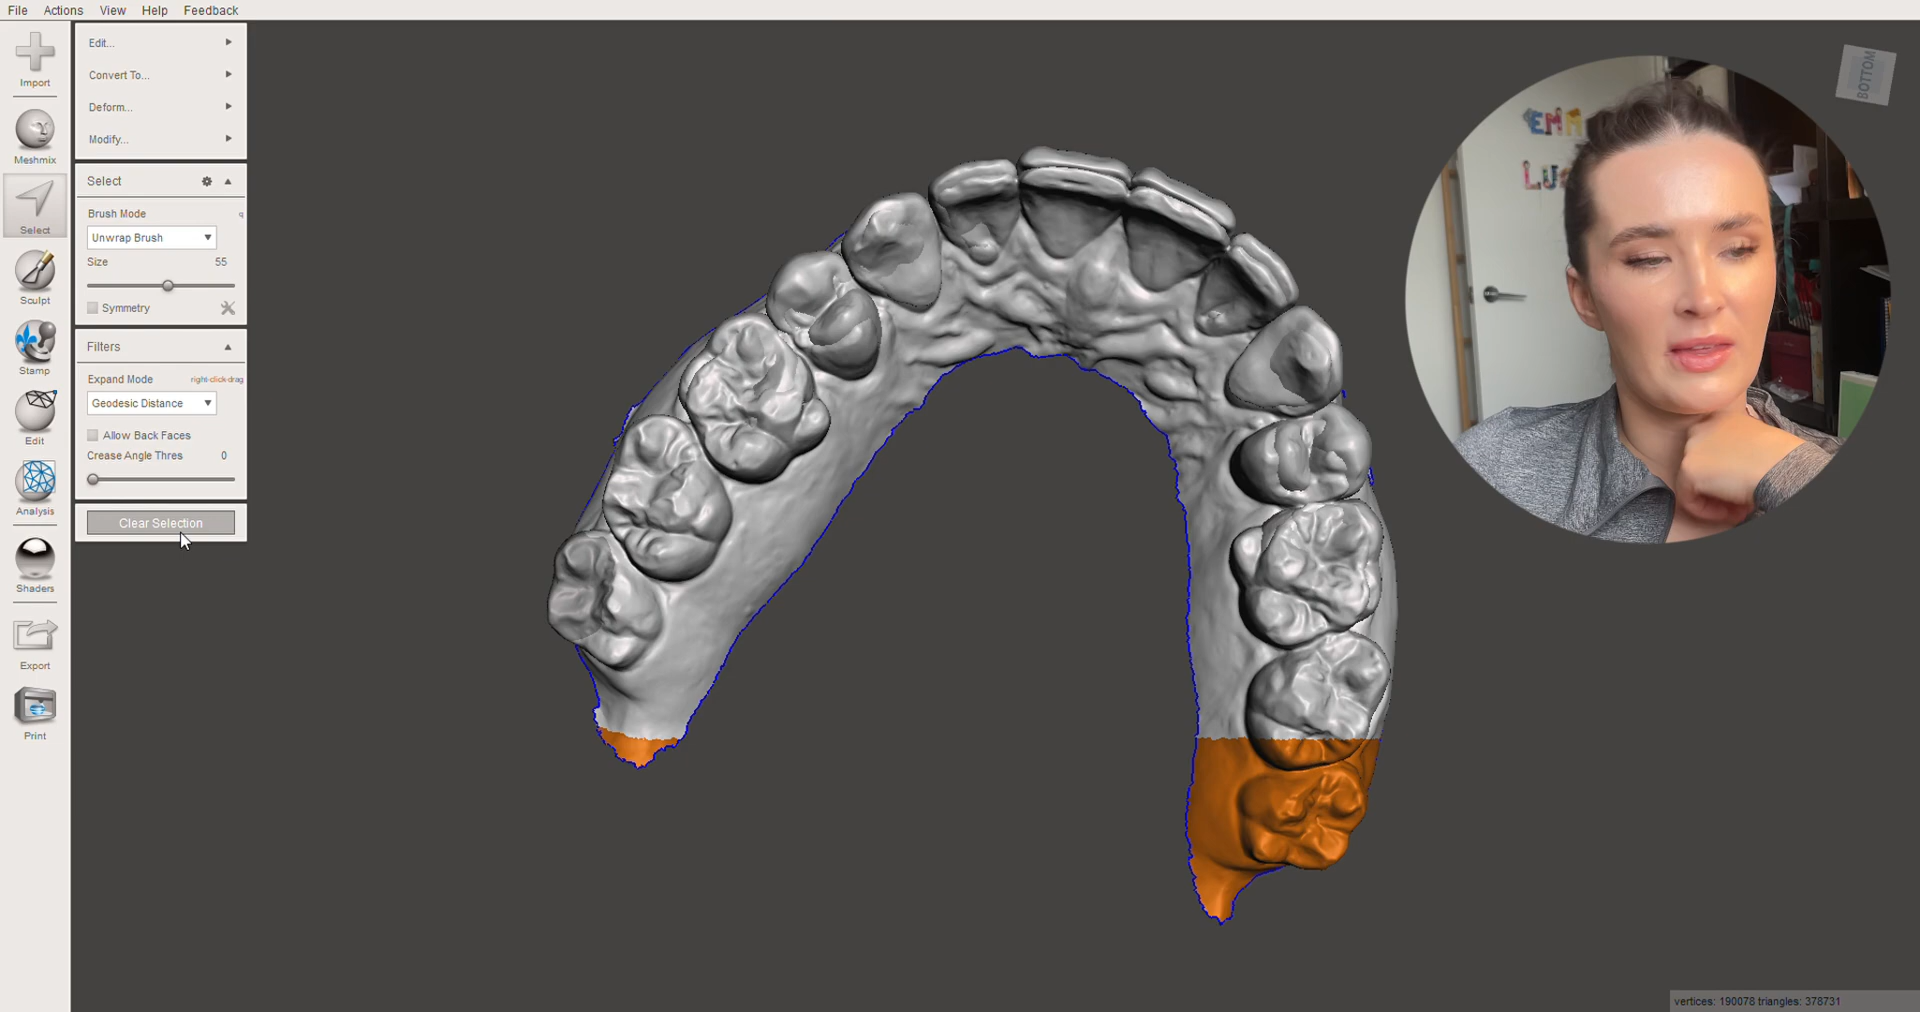 File Actions View Help Feedback
Import
Meshmix
Select
Sculpt
Stamp
Edit
Analysis
Shaders
Export
Print
Edit...
Convert To...
Deform...
Modify...
Select
Brush Mode q
Unwrap Brush
Size 55
Symmetry
Filters
Expand Mode right-click-drag
Geodesic Distance
Allow Back Faces
Crease Angle Thres 0
Clear Selection
BOTTOM
vertices: 190078 triangles: 378731